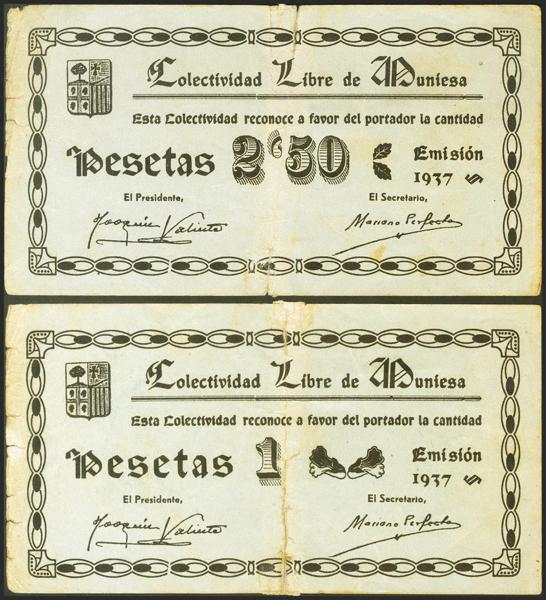 Colectividad Libre de Muniesa
Esta Colectividad reconoce a favor del portador la cantidad
Pesetas 2'50
Emisión
1937
El Presidente,
El Secretario,
Joaquín Valiente
Mariano Perfecto
Colectividad Libre de Muniesa
Esta Colectividad reconoce a favor del portador la cantidad
Pesetas 1
Emisión
1937
El Presidente,
El Secretario,
Joaquín Valiente
Mariano Perfecto